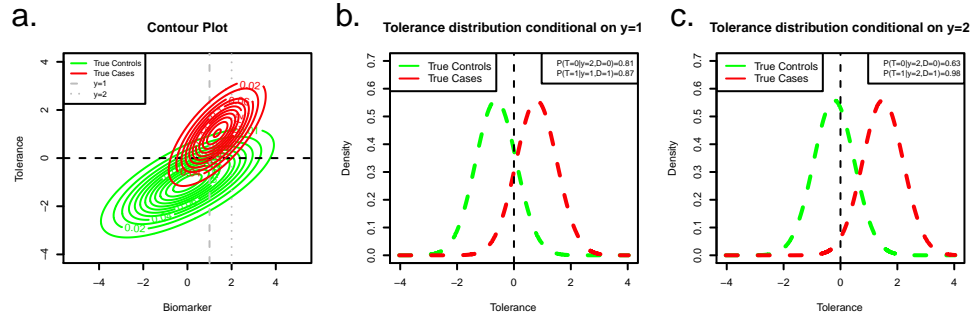 a.
Contour Plot
True Controls
True Cases
y=1
y=2
0.02
0.02
Tolerance
−4
−2
0
2
4
−4
−2
0
2
4
Biomarker
b.
Tolerance distribution conditional on y=1
True Controls
True Cases
P(T=0|y=2,D=0)=0.81
P(T=1|y=1,D=1)=0.87
Density
0.0
0.1
0.2
0.3
0.4
0.5
0.6
0.7
−4
−2
0
2
4
Tolerance
c.
Tolerance distribution conditional on y=2
True Controls
True Cases
P(T=0|y=2,D=0)=0.63
P(T=1|y=2,D=1)=0.98
Density
0.0
0.1
0.2
0.3
0.4
0.5
0.6
0.7
−4
−2
0
2
4
Tolerance